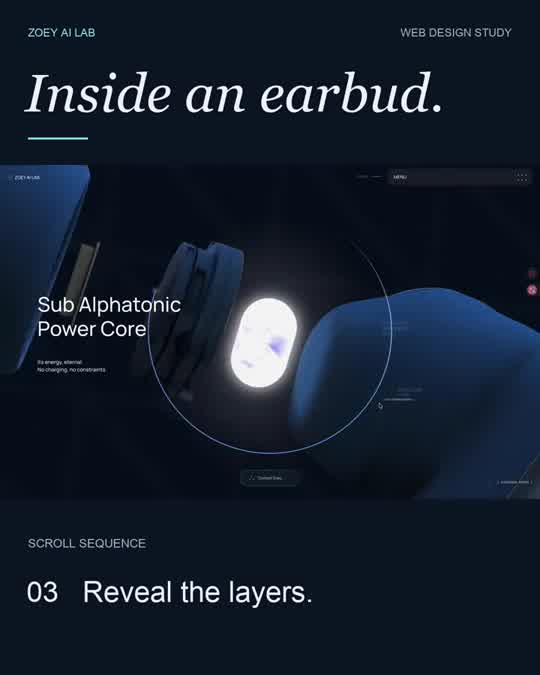 ZOEY AI LAB
WEB DESIGN STUDY
Inside an earbud.
ZOEY AI LAB
MENU
Sub Alphatonic
Power Core
Its energy, eternal.
No charging, no constraints.
SCROLL SEQUENCE
03 Reveal the layers.